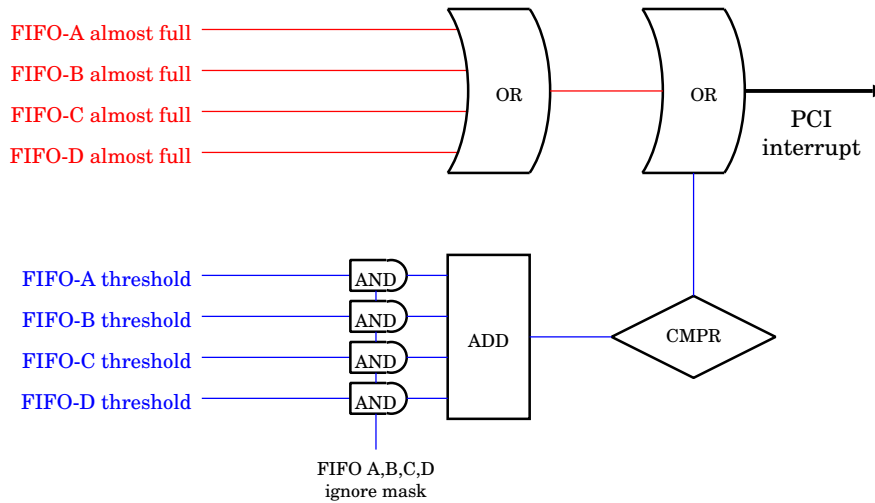 FIFO-A almost full
FIFO-B almost full
FIFO-C almost full
FIFO-D almost full
OR
OR
PCI
interrupt
FIFO-A threshold
FIFO-B threshold
FIFO-C threshold
FIFO-D threshold
AND
AND
AND
AND
ADD
CMPR
FIFO A,B,C,D
ignore mask